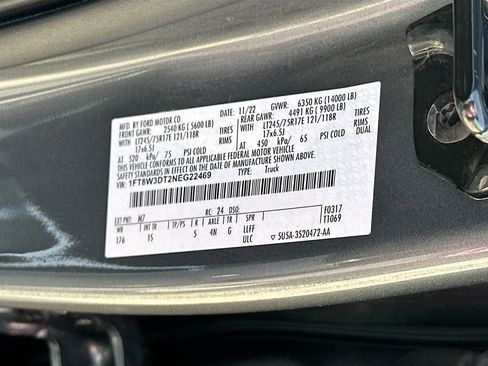 MFD. BY FORD MOTOR CO.
DATE: 11/22 GVWR: 6350 KG (14000 LB)
FRONT GAWR: 2540 KG (5600 LB) REAR GAWR: 4491 KG (9900 LB)
WITH LT245/75R17E 121/118R WITH LT245/75R17E 121/118R
17x6.5J 17x6.5J
AT 520 kPa/ 75 PSI COLD AT 450 kPa/ 65 PSI COLD DUAL
THIS VEHICLE CONFORMS TO ALL APPLICABLE FEDERAL MOTOR VEHICLE
SAFETY STANDARDS IN EFFECT ON THE DATE OF MANUFACTURE SHOWN ABOVE.
VIN: 1FT8W3DT2NEG22469 TYPE: Truck
F0317
T1069
EXT PNT: M7 RC: 24 DSO:
WB INT TR TP/PS R AXLE TR SPR
176 1S 5 4N G LLFF
ULC ▽ 5U5A-3520472-AA